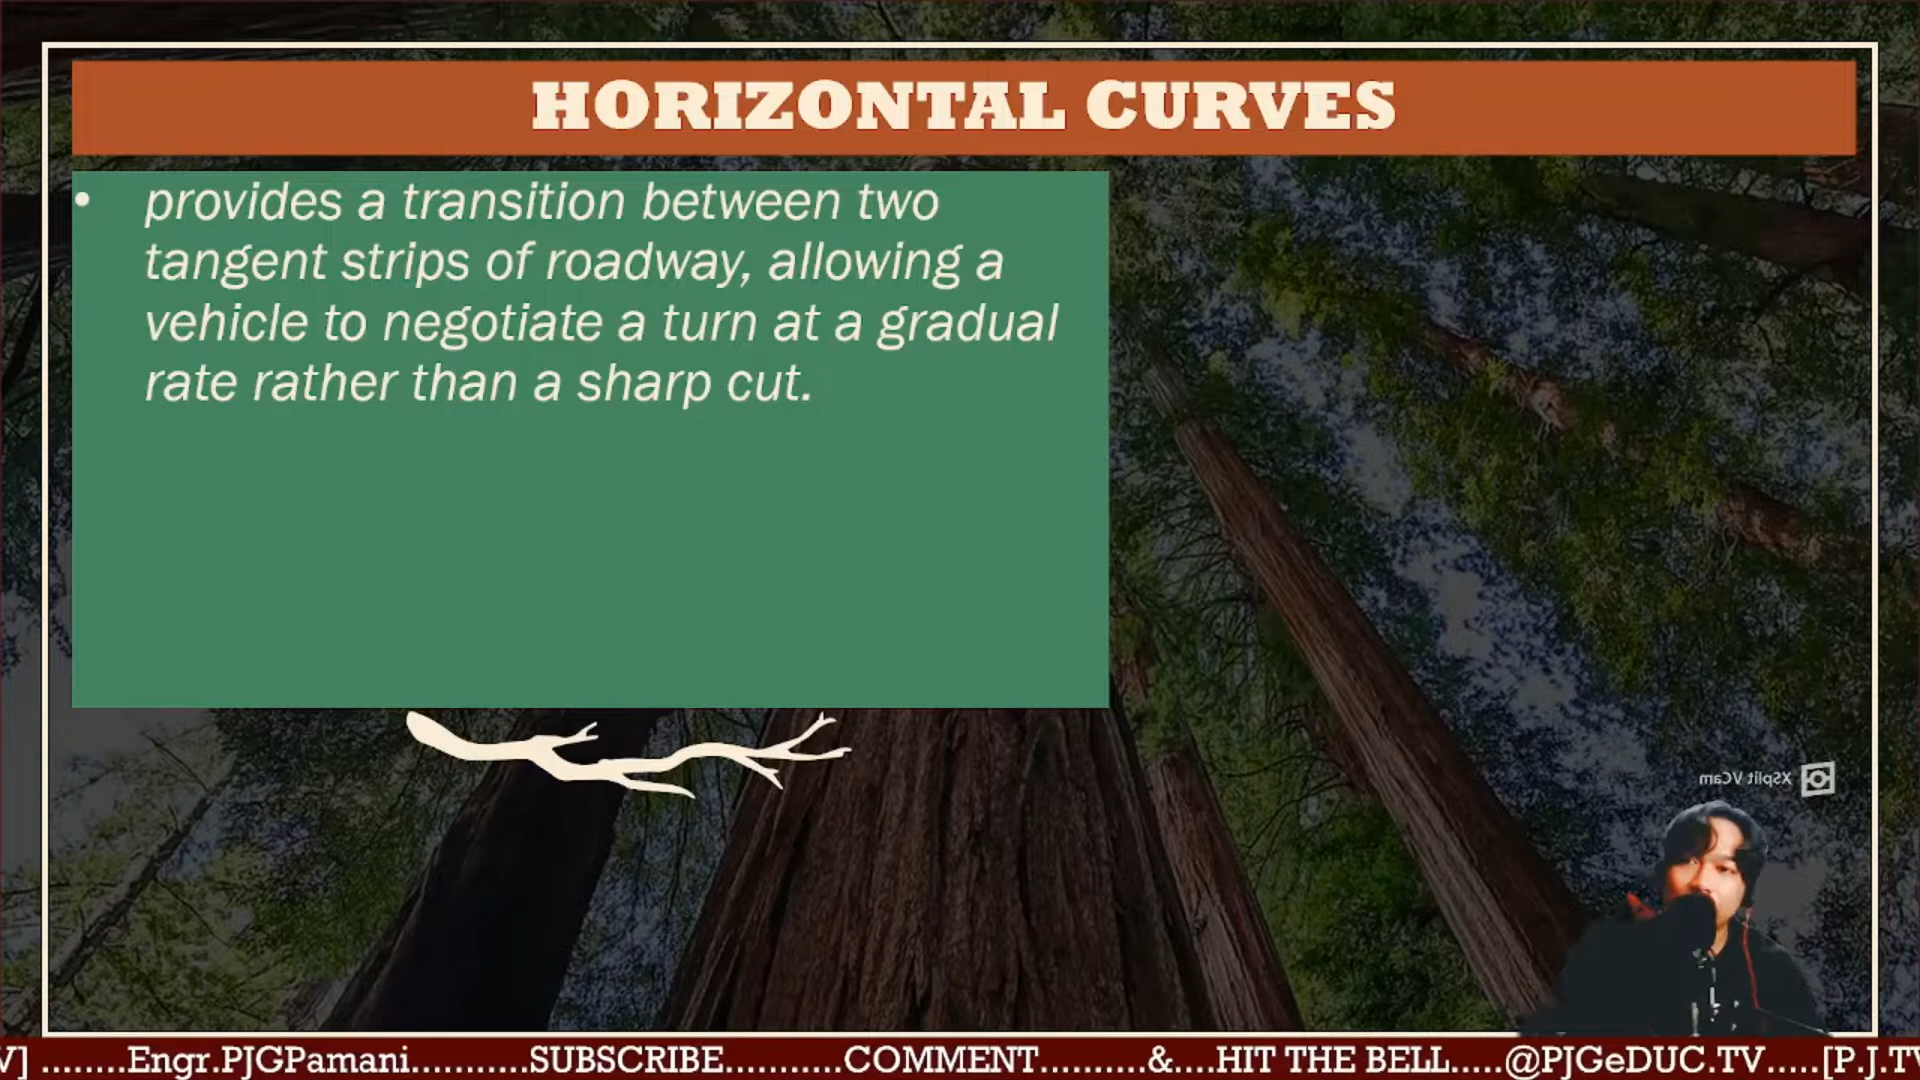 HORIZONTAL CURVES
• provides a transition between two
tangent strips of roadway, allowing a
vehicle to negotiate a turn at a gradual
rate rather than a sharp cut.
XSplit VCam
V] ........Engr.PJGPamani...........SUBSCRIBE...........COMMENT..........&....HIT THE BELL.....@PJGeDUC.TV.....[P.J.TV